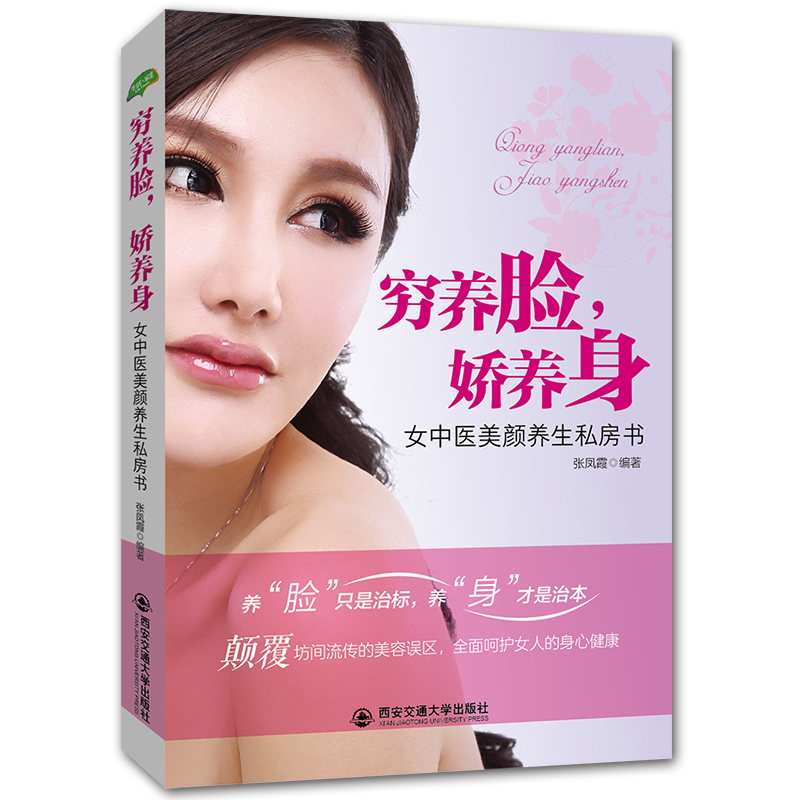 穷养脸，娇养身
女中医美颜养生私房书
张凤霞◎编著
西安交通大学出版社
XIAN JIAOTONG
UNIVERSITY PRESS
Qiong yanglian,
Jiao yangshen
穷养脸，
娇养身
女中医美颜养生私房书
张凤霞◎编著
养“脸”只是治标，养“身”才是治本
颠覆坊间流传的美容误区，全面呵护女人的身心健康
西安交通大学出版社
XIAN JIAOTONG UNIVERSITY PRESS